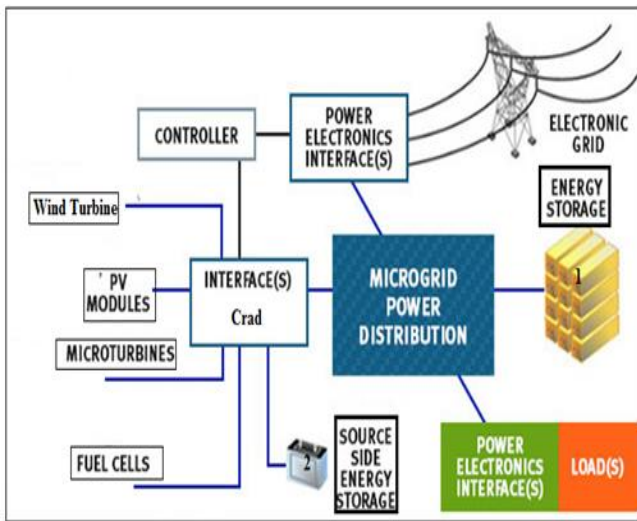 POWER
ELECTRONICS
INTERFACE(S)
CONTROLLER
ELECTRONIC
GRID
ENERGY
STORAGE
Wind Turbine
1
PV
MODULES
INTERFACE(S)
Crad
MICROGRID
POWER
DISTRIBUTION
MICROTURBINES
FUEL CELLS
2
SOURCE
SIDE
ENERGY
STORAGE
POWER
ELECTRONICS
INTERFACE(S)
LOAD(S)